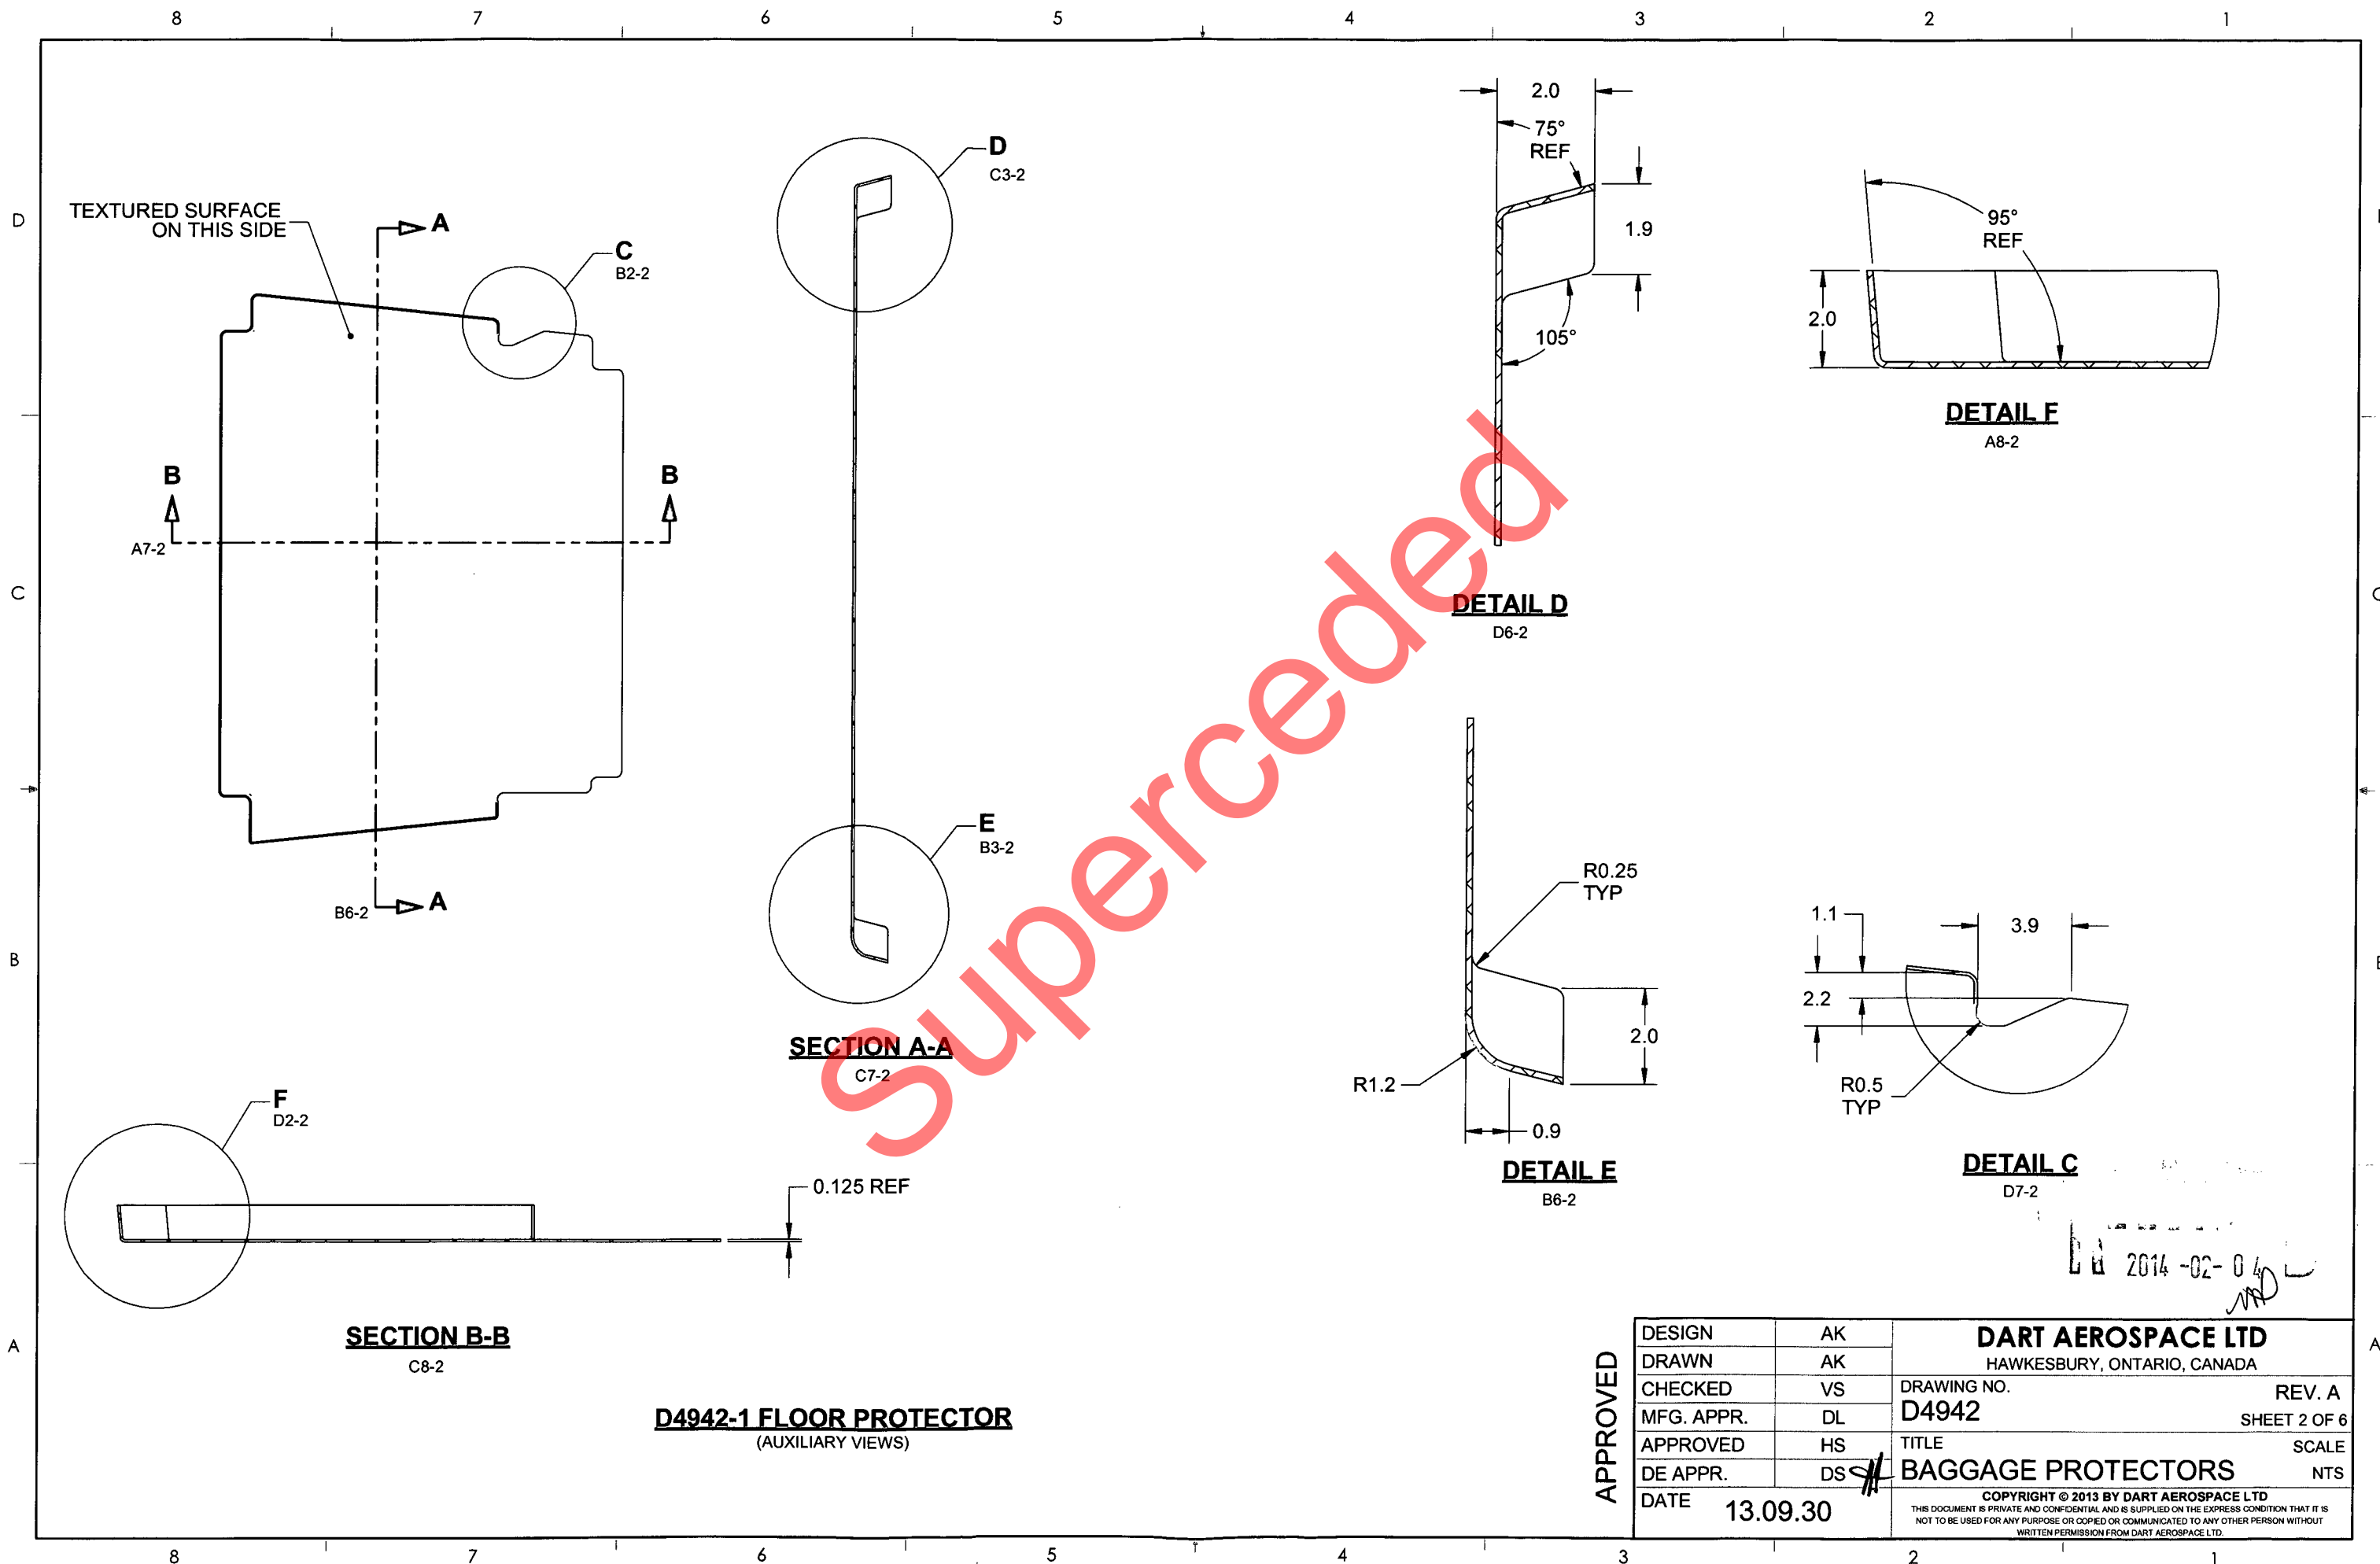 8 7 6 5 4 3 2 1
D
C
B
A
TEXTURED SURFACE
ON THIS SIDE
A
C
B2-2
B
B
A7-2
B6-2
A
D
C3-2
E
B3-2
SECTION A-A
C7-2
F
D2-2
0.125 REF
SECTION B-B
C8-2
D4942-1 FLOOR PROTECTOR
(AUXILIARY VIEWS)
2.0
75°
REF
1.9
105°
DETAIL D
D6-2
95°
REF
2.0
DETAIL F
A8-2
R0.25
TYP
2.0
R1.2
0.9
DETAIL E
B6-2
1.1
3.9
2.2
R0.5
TYP
DETAIL C
D7-2
Superceded
2014-02-04
APPROVED
DESIGN AK
DRAWN AK
CHECKED VS
MFG. APPR. DL
APPROVED HS
DE APPR. DS
DATE 13.09.30
DART AEROSPACE LTD
HAWKESBURY, ONTARIO, CANADA
DRAWING NO. REV. A
D4942 SHEET 2 OF 6
TITLE SCALE
BAGGAGE PROTECTORS NTS
COPYRIGHT © 2013 BY DART AEROSPACE LTD
THIS DOCUMENT IS PRIVATE AND CONFIDENTIAL AND IS SUPPLIED ON THE EXPRESS CONDITION THAT IT IS
NOT TO BE USED FOR ANY PURPOSE OR COPIED OR COMMUNICATED TO ANY OTHER PERSON WITHOUT
WRITTEN PERMISSION FROM DART AEROSPACE LTD.
8 7 6 5 4 3 2 1